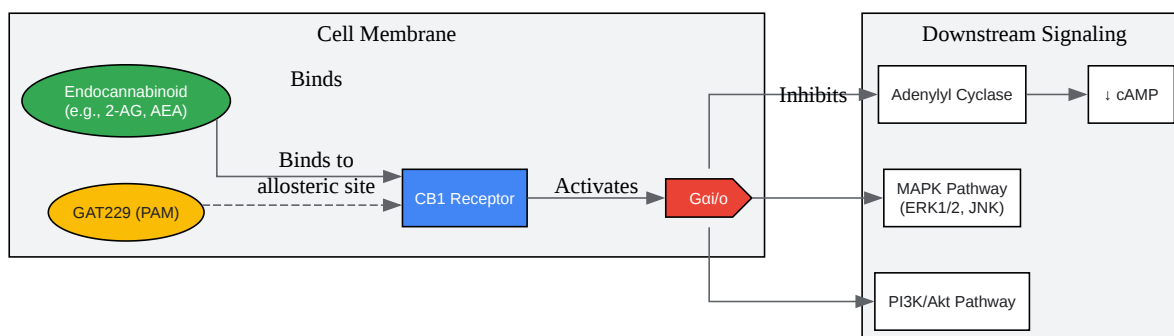 Cell Membrane
Downstream Signaling
Binds
Endocannabinoid
(e.g., 2-AG, AEA)
Inhibits
Adenylyl Cyclase
↓ cAMP
Binds to
allosteric site
GAT229 (PAM)
CB1 Receptor
Activates
Gαi/o
MAPK Pathway
(ERK1/2, JNK)
PI3K/Akt Pathway